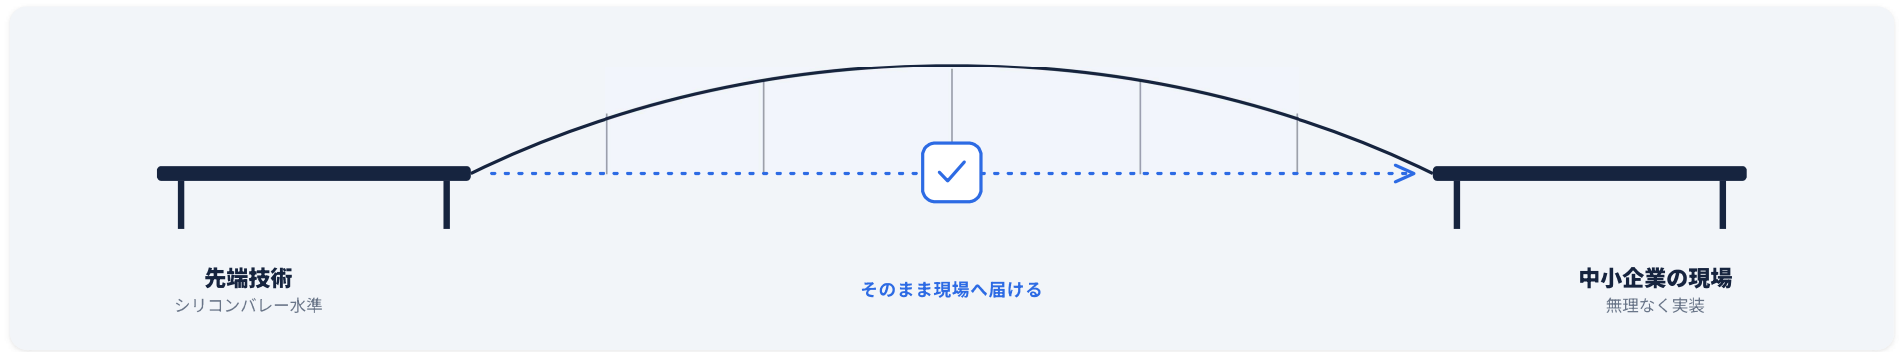 先端技術
シリコンバレー水準
そのまま現場へ届ける
中小企業の現場
無理なく実装